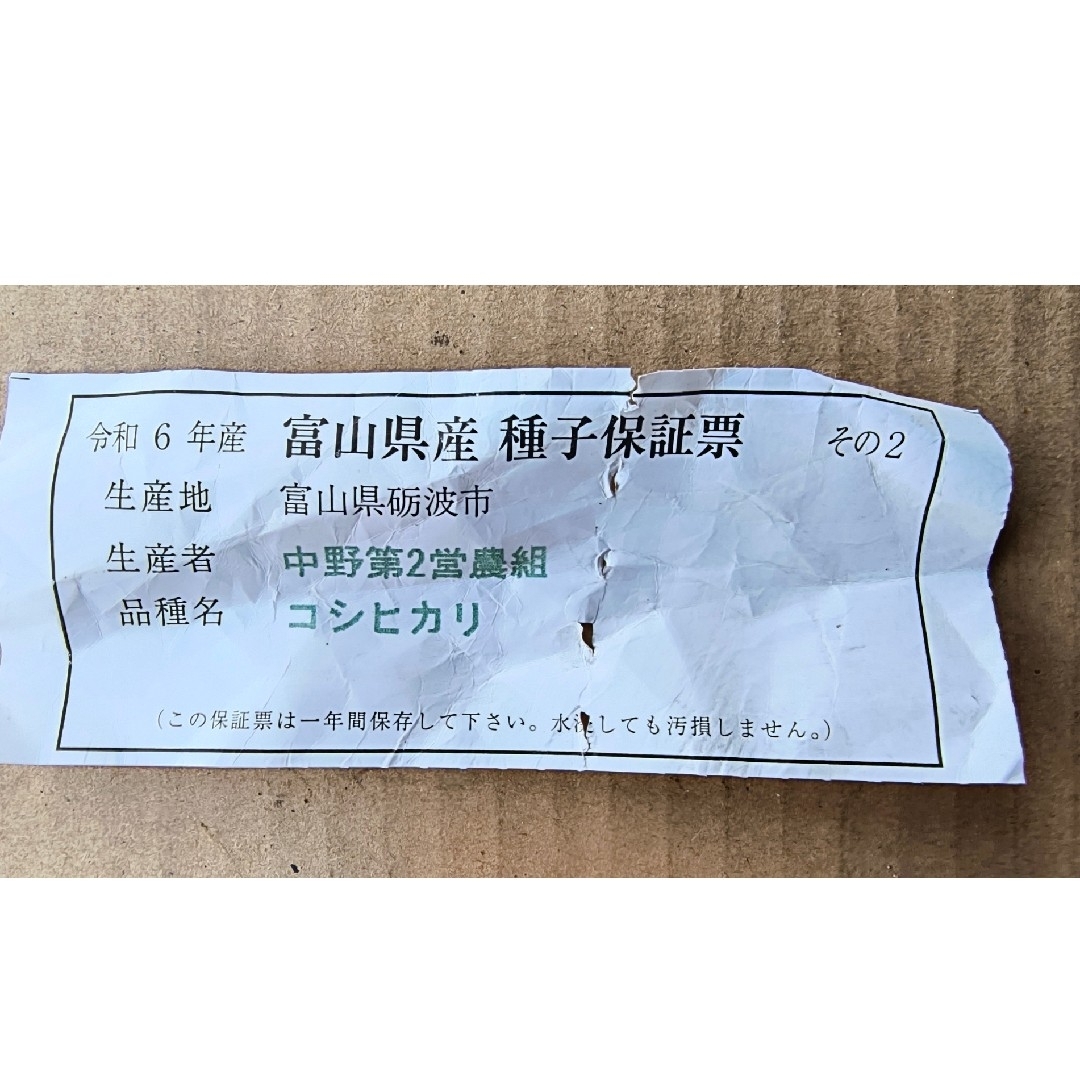 令和 6 年産 富山県産 種子保証票 その2
生産地 富山県砺波市
生産者 中野第2営農組
品種名 コシヒカリ
(この保証票は一年間保存して下さい。水浸しても汚損しません。)